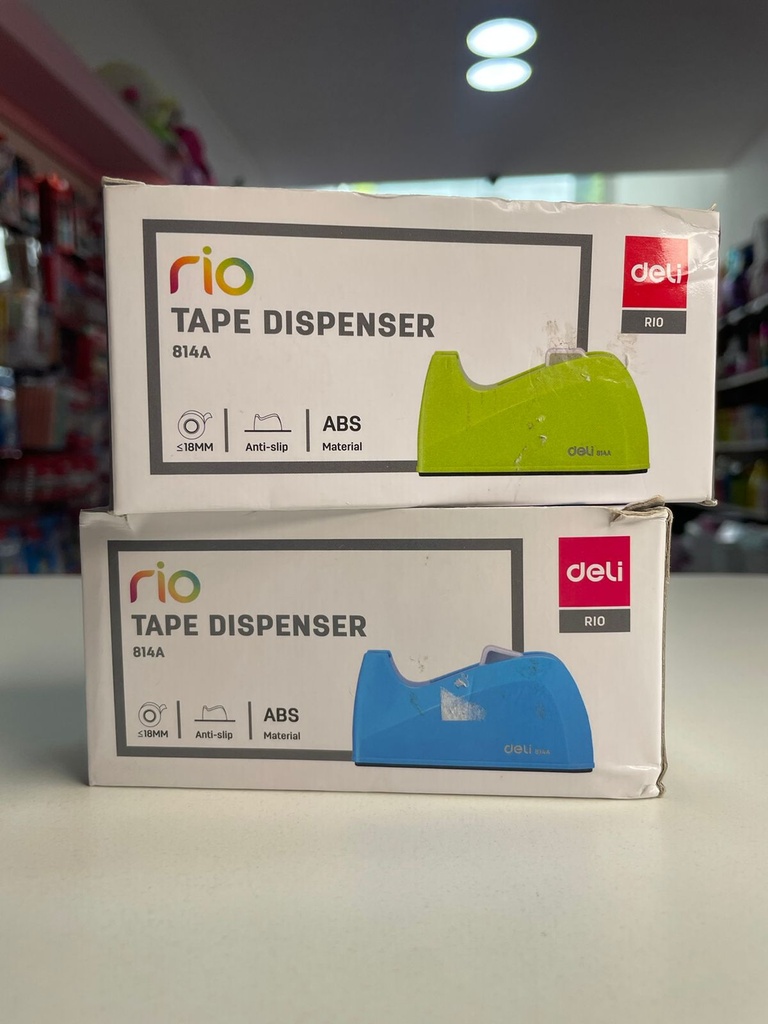 rio
TAPE DISPENSER
814A
≤18MM
Anti-slip
ABS
Material
deli 814A
deli
RIO
rio
TAPE DISPENSER
814A
≤18MM
Anti-slip
ABS
Material
deli 814A
deli
RIO